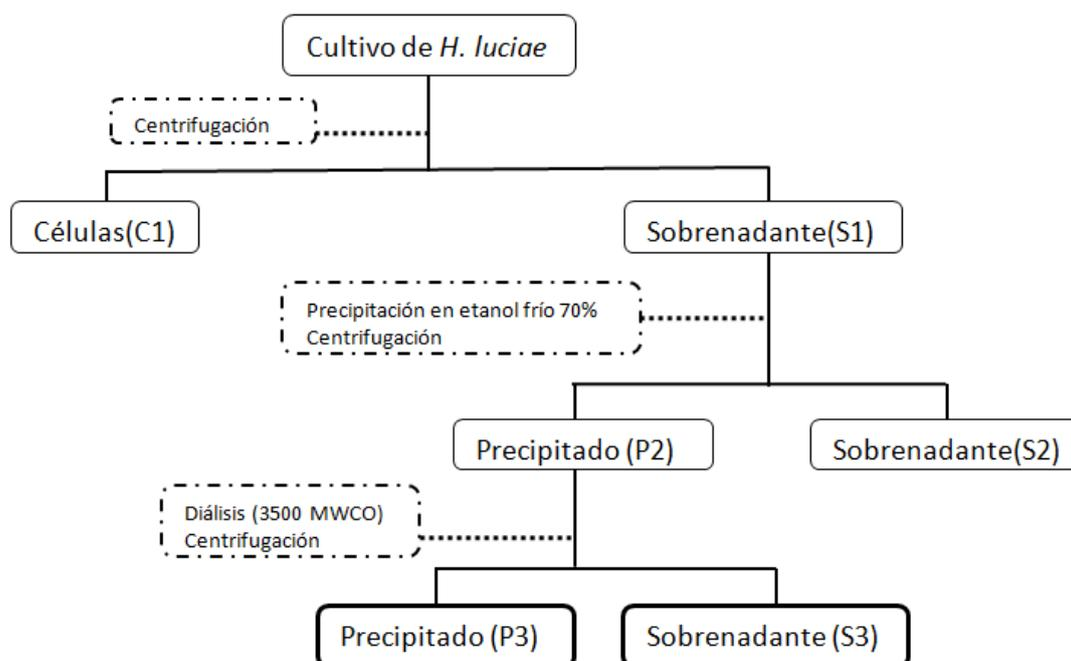 Cultivo de H. luciae
Centrifugación
Células(C1)
Sobrenadante(S1)
Precipitación en etanol frío 70%
Centrifugación
Precipitado (P2)
Sobrenadante(S2)
Diálisis (3500 MWCO)
Centrifugación
Precipitado (P3)
Sobrenadante (S3)